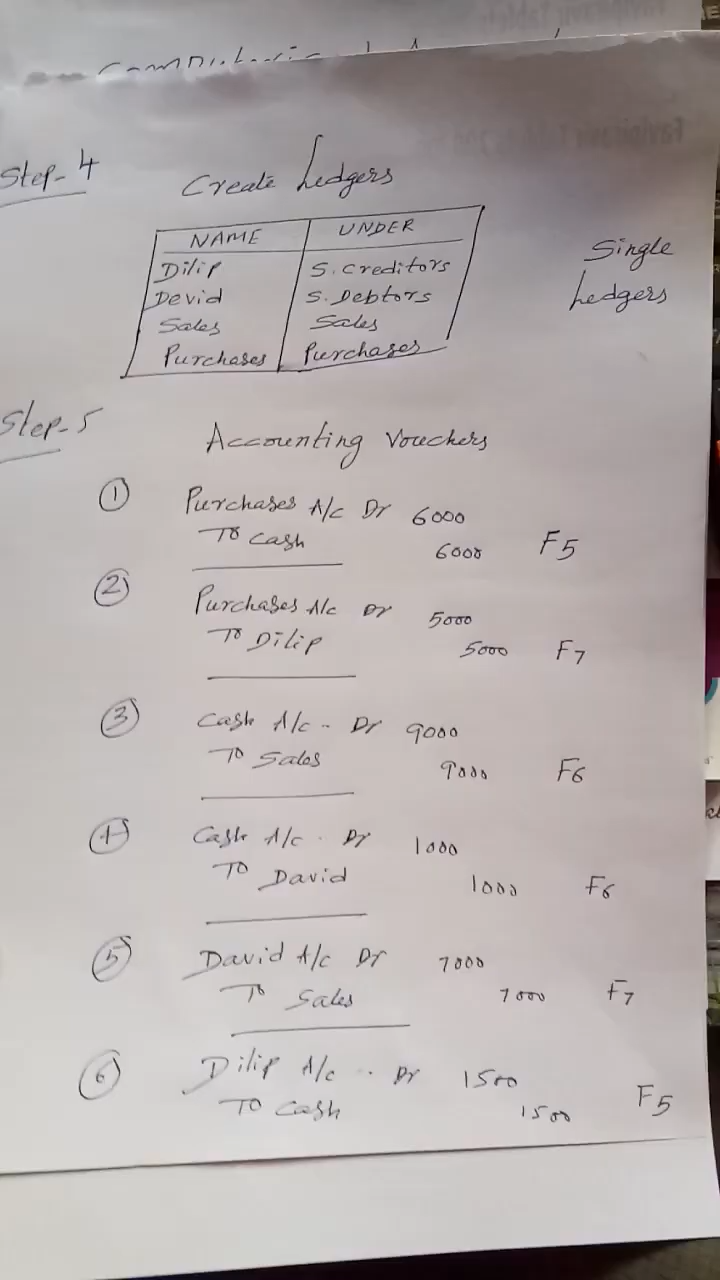 Step-4
Create Ledgers
NAME UNDER
Dilip S. Creditors
Devid S. Debtors
Sales Sales
Purchases Purchases
Single
Ledgers
Step-5
Accounting Vouchers
1 Purchases A/c Dr 6000
To Cash 6000 F5
2 Purchases A/c Dr 5000
To Dilip 5000 F7
3 Cash A/c - Dr 9000
To Sales 9000 F6
4 Cash A/c . Dr 1000
To David 1000 F6
5 David A/c Dr 7000
To Sales 7000 F7
6 Dilip A/c . Dr 1500
To Cash 1500 F5